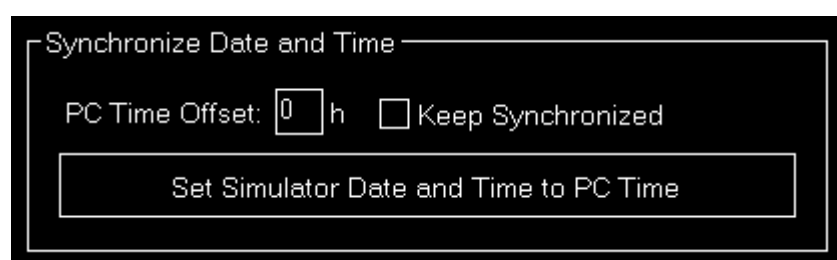 Synchronize Date and Time
PC Time Offset: 0 h Keep Synchronized
Set Simulator Date and Time to PC Time